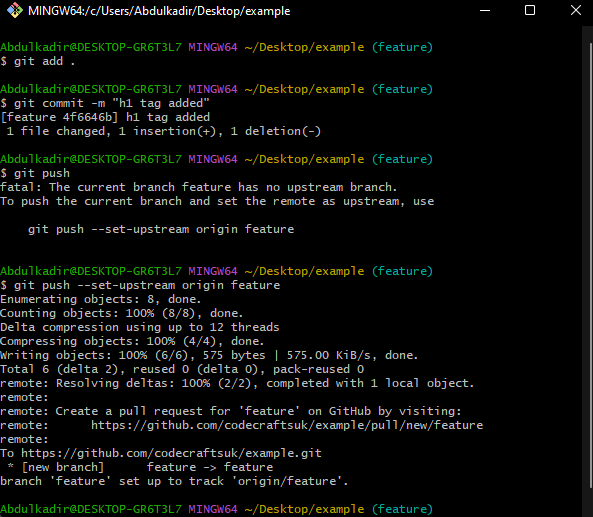 MINGW64:/c/Users/Abdulkadir/Desktop/example
Abdulkadir@DESKTOP-GR6T3L7 MINGW64 ~/Desktop/example (feature)
$ git add .
Abdulkadir@DESKTOP-GR6T3L7 MINGW64 ~/Desktop/example (feature)
$ git commit -m "h1 tag added"
[feature 4f6646b] h1 tag added
 1 file changed, 1 insertion(+), 1 deletion(-)
Abdulkadir@DESKTOP-GR6T3L7 MINGW64 ~/Desktop/example (feature)
$ git push
fatal: The current branch feature has no upstream branch.
To push the current branch and set the remote as upstream, use
    git push --set-upstream origin feature
Abdulkadir@DESKTOP-GR6T3L7 MINGW64 ~/Desktop/example (feature)
$ git push --set-upstream origin feature
Enumerating objects: 8, done.
Counting objects: 100% (8/8), done.
Delta compression using up to 12 threads
Compressing objects: 100% (4/4), done.
Writing objects: 100% (6/6), 575 bytes | 575.00 KiB/s, done.
Total 6 (delta 2), reused 0 (delta 0), pack-reused 0
remote: Resolving deltas: 100% (2/2), completed with 1 local object.
remote:
remote: Create a pull request for 'feature' on GitHub by visiting:
remote:      https://github.com/codecraftsuk/example/pull/new/feature
remote:
To https://github.com/codecraftsuk/example.git
 * [new branch]      feature -> feature
branch 'feature' set up to track 'origin/feature'.
Abdulkadir@DESKTOP-GR6T3L7 MINGW64 ~/Desktop/example (feature)